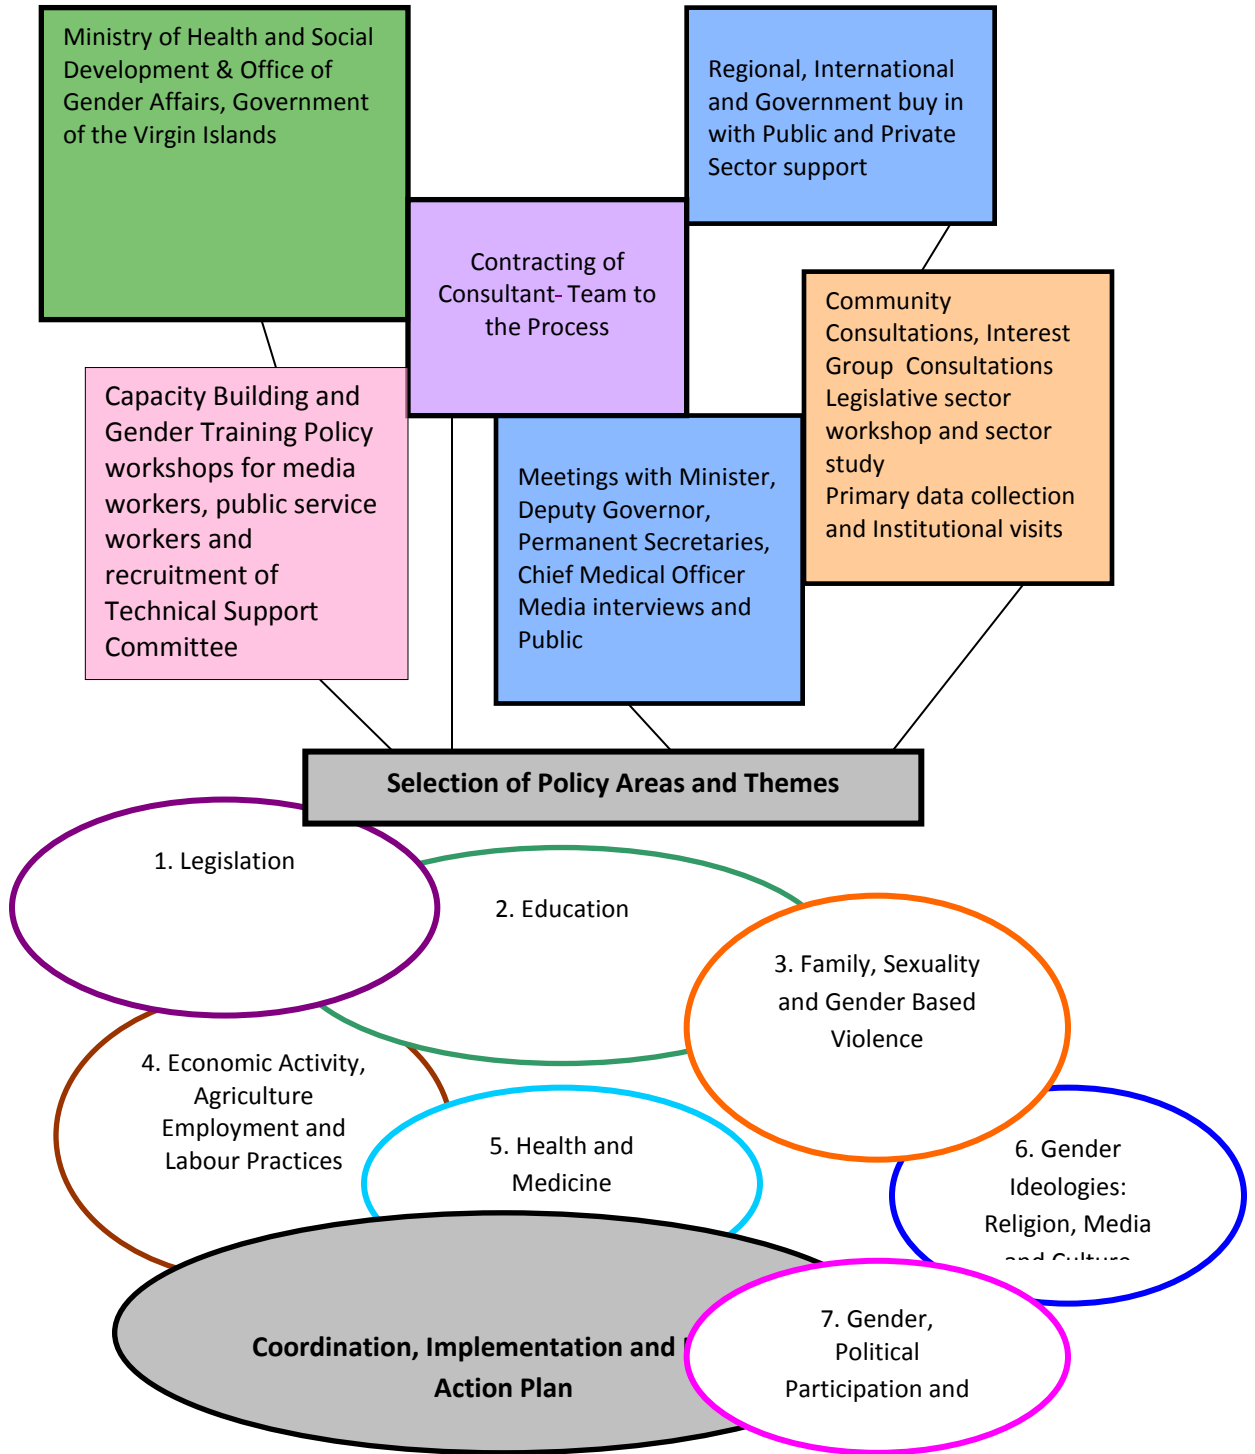 Ministry of Health and Social
Development & Office of
Gender Affairs, Government
of the Virgin Islands
Regional, International
and Government buy in
with Public and Private
Sector support
Contracting of
Consultant- Team to
the Process
Community
Consultations, Interest
Group Consultations
Legislative sector
workshop and sector
study
Primary data collection
and Institutional visits
Capacity Building and
Gender Training Policy
workshops for media
workers, public service
workers and
recruitment of
Technical Support
Committee
Meetings with Minister,
Deputy Governor,
Permanent Secretaries,
Chief Medical Officer
Media interviews and
Public
Selection of Policy Areas and Themes
1. Legislation
2. Education
3. Family, Sexuality
and Gender Based
Violence
4. Economic Activity,
Agriculture
Employment and
Labour Practices
5. Health and
Medicine
6. Gender
Ideologies:
Religion, Media
and Culture
Coordination, Implementation and
Action Plan
7. Gender,
Political
Participation and